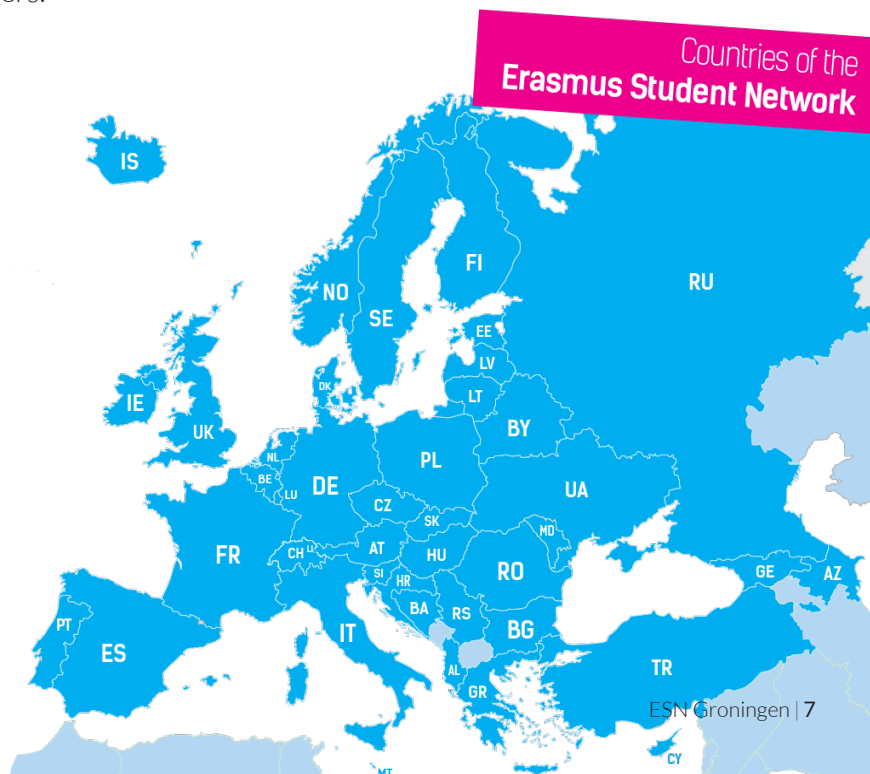 Countries of the
Erasmus Student Network
IS
FI
RU
NO
SE
EE
LV
DK
LT
IE
UK
BY
NL
PL
BE
DE
LU
UA
CZ
SK
MD
FR
CH LI
AT
HU
RO
GE
AZ
SI
HR
BA
RS
PT
BG
IT
ES
TR
AL
GR
ESN Groningen | 7
CY
MT